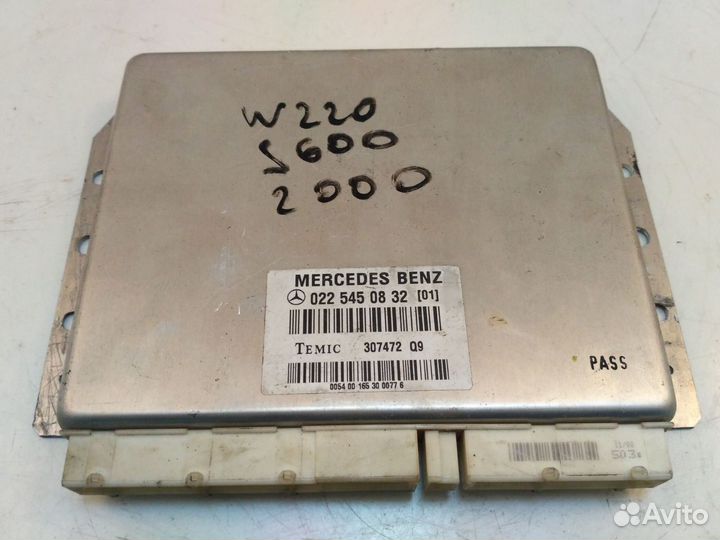 W220
S600
2000
MERCEDES BENZ
022 545 08 32 [01]
TEMIC 307472 Q9
0054 00 165 30 0077 6
PASS
503
Avito